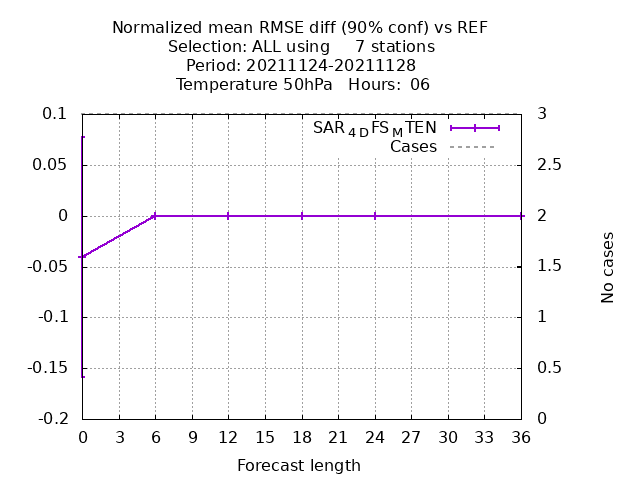 Normalized mean RMSE diff (90% conf) vs REF
Selection: ALL using     7 stations
Period: 20211124-20211128
Temperature 50hPa   Hours:  06
SAR4DFSMTEN
Cases
0.1
0.05
0
-0.05
-0.1
-0.15
-0.2
3
2.5
2
1.5
1
0.5
0
No cases
0 3 6 9 12 15 18 21 24 27 30 33 36
Forecast length